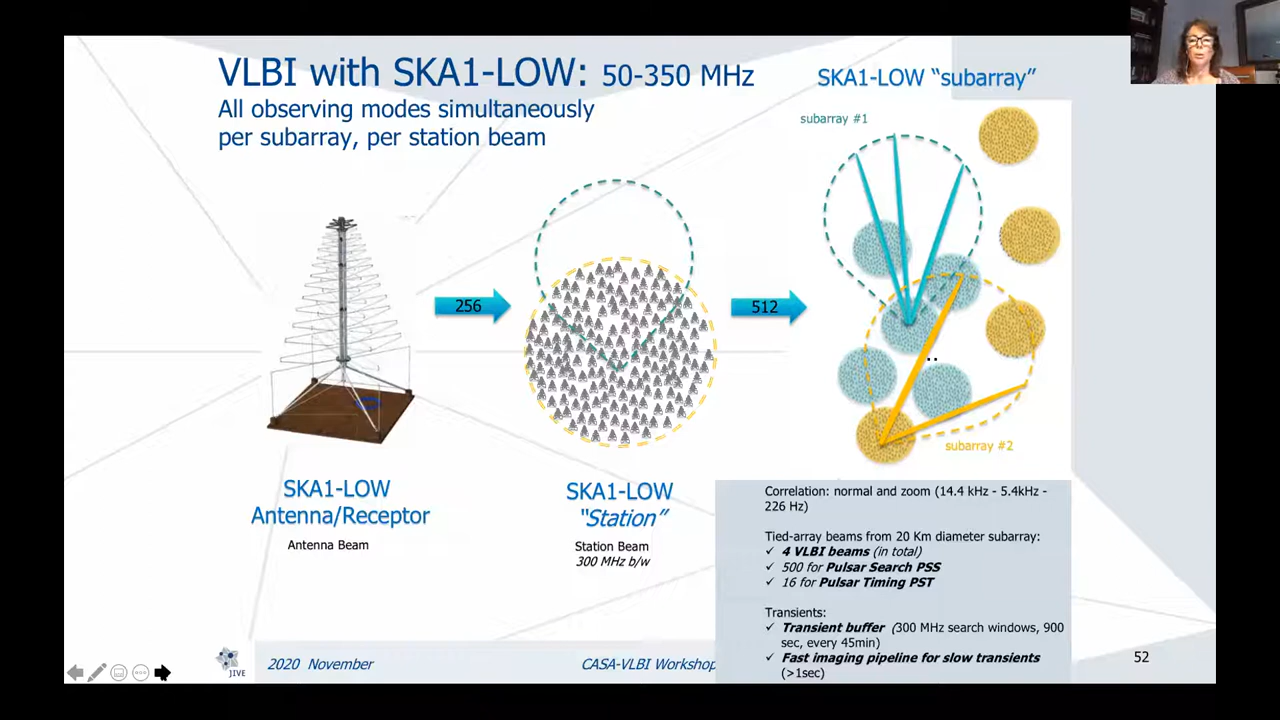 VLBI with SKA1-LOW: 50-350 MHz
All observing modes simultaneously
per subarray, per station beam
SKA1-LOW “subarray”
subarray #1
256
512
..
subarray #2
SKA1-LOW
Antenna/Receptor
Antenna Beam
SKA1-LOW
“Station”
Station Beam
300 MHz b/w
Correlation: normal and zoom (14.4 kHz - 5.4kHz -
226 Hz)
Tied-array beams from 20 Km diameter subarray:
✓ 4 VLBI beams (in total)
✓ 500 for Pulsar Search PSS
✓ 16 for Pulsar Timing PST
Transients:
✓ Transient buffer (300 MHz search windows, 900
sec, every 45min)
✓ Fast imaging pipeline for slow transients
(>1sec)
JIVE
2020 November
CASA-VLBI Workshop
52